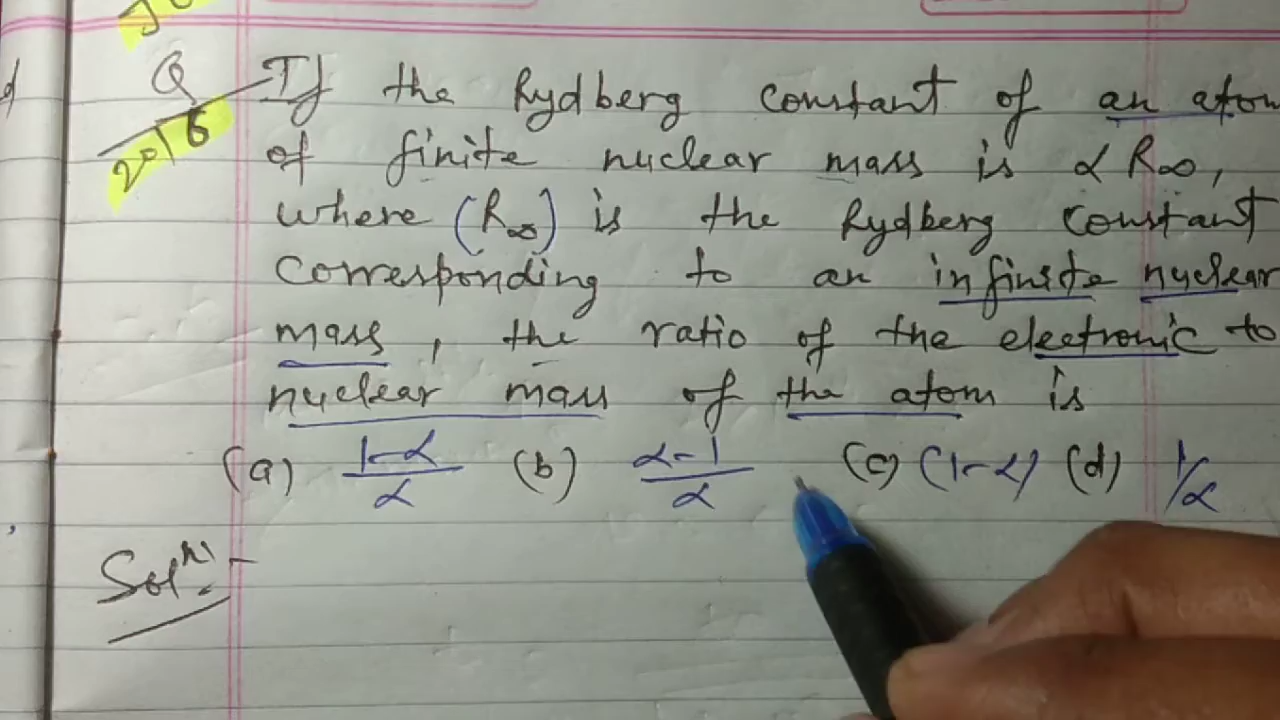 Q If the Rydberg constant of an atom
2016 of finite nuclear mass is α R∞,
where (R∞) is the Rydberg constant
corresponding to an infinite nuclear
mass, the ratio of the electronic to
nuclear mass of the atom is
(a) 1-α/α (b) α-1/α (c) (1-α) (d) 1/α
Solⁿ:-